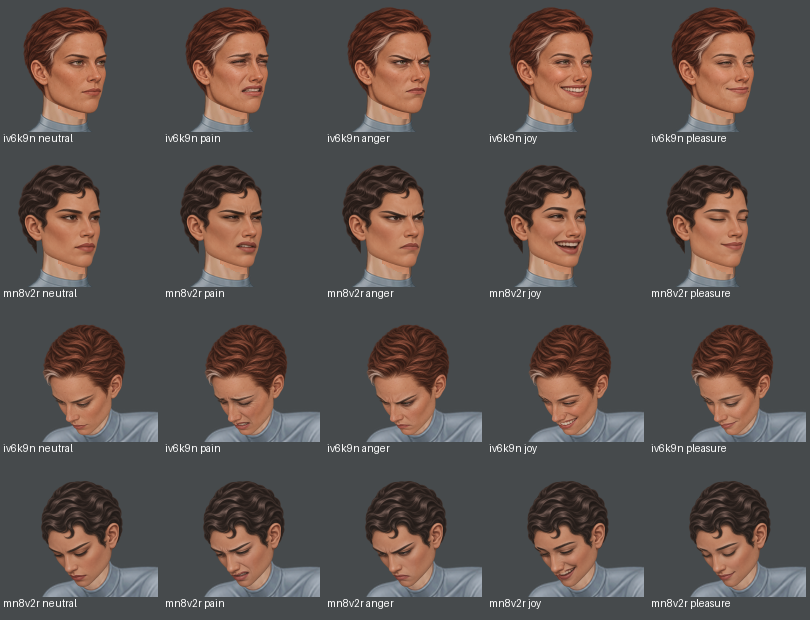 iv6k9n neutral
iv6k9n pain
iv6k9n anger
iv6k9n joy
iv6k9n pleasure
mn8v2r neutral
mn8v2r pain
mn8v2r anger
mn8v2r joy
mn8v2r pleasure
iv6k9n neutral
iv6k9n pain
iv6k9n anger
iv6k9n joy
iv6k9n pleasure
mn8v2r neutral
mn8v2r pain
mn8v2r anger
mn8v2r joy
mn8v2r pleasure